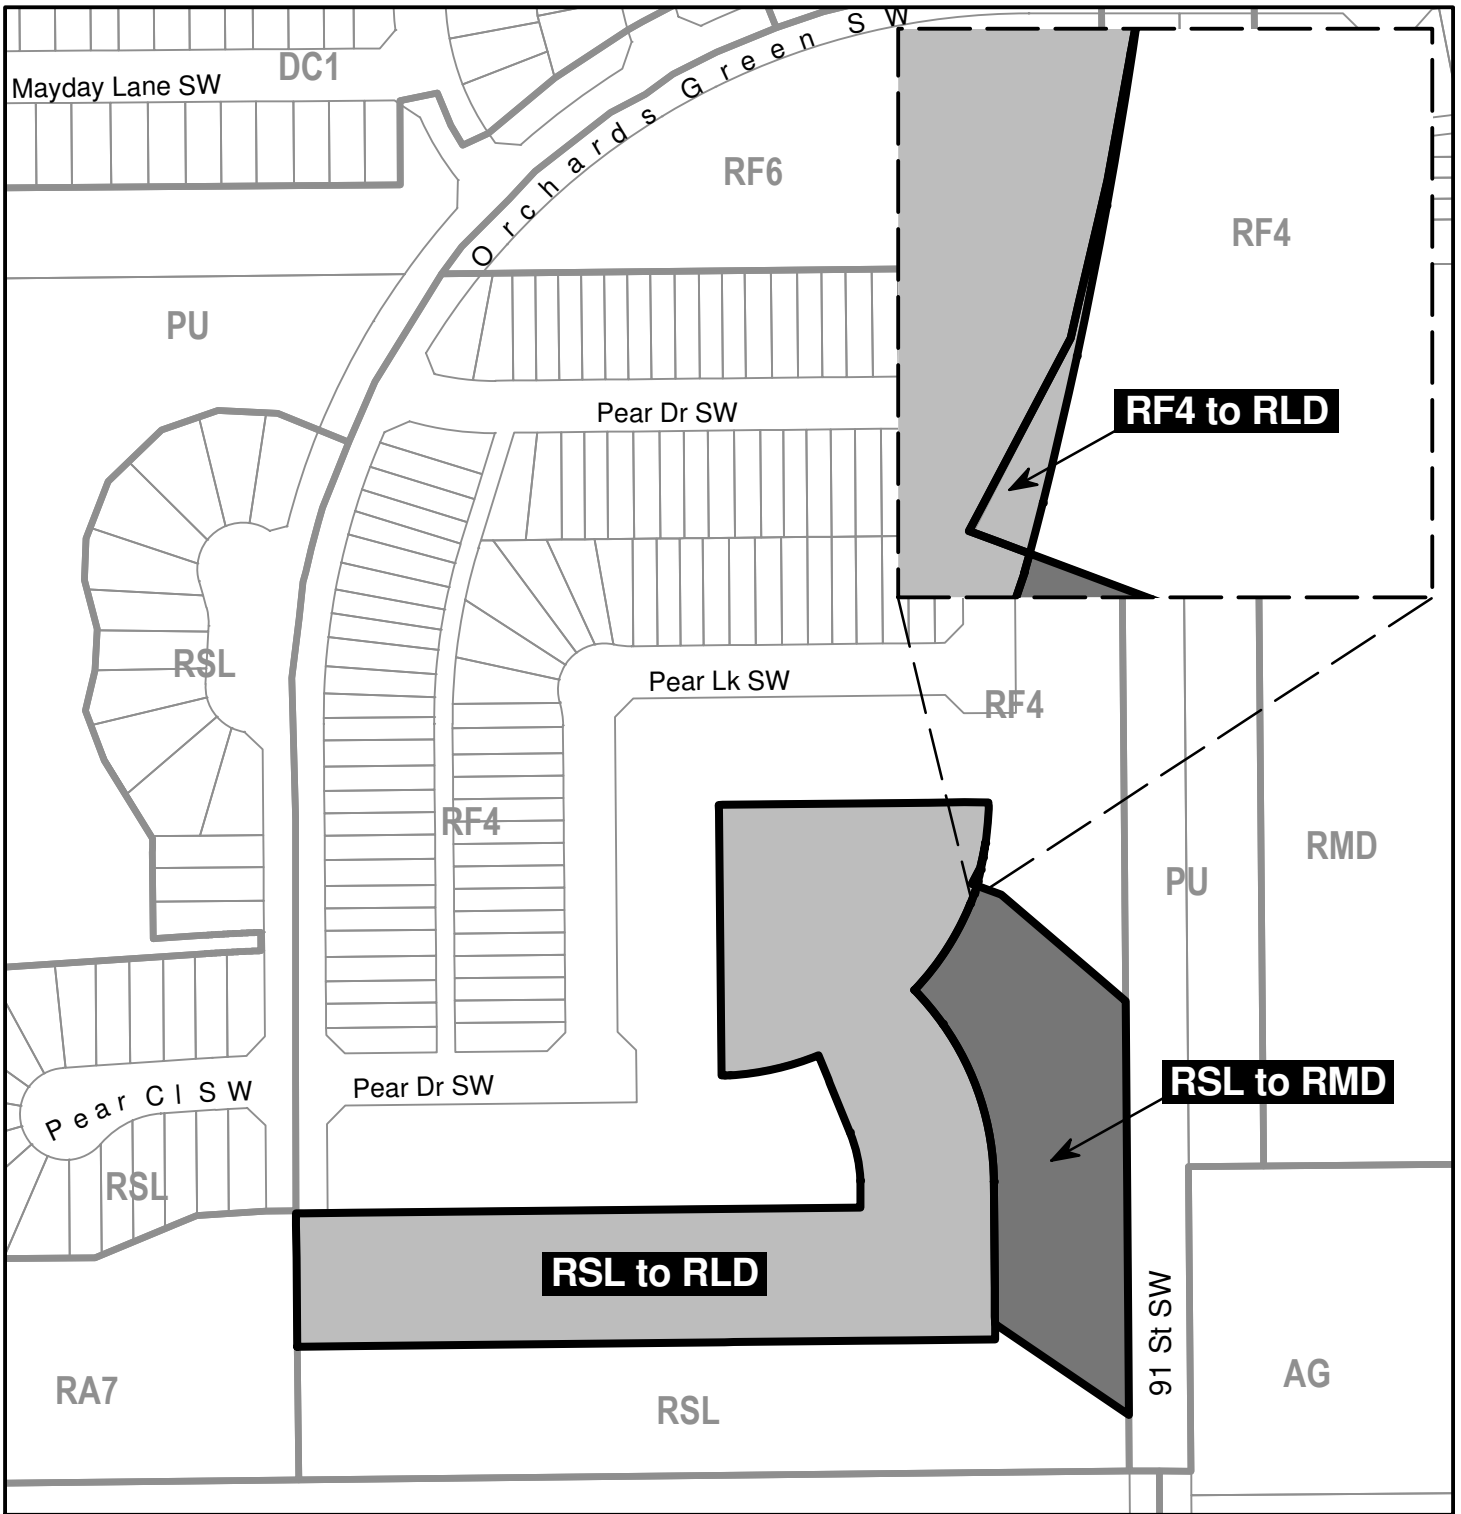 Orchards Green SW
DC1
Mayday Lane SW
RF6
RF4
PU
RF4 to RLD
Pear Dr SW
RSL
Pear Lk SW
RF4
RF4
RMD
PU
Pear Cl SW
Pear Dr SW
RSL to RMD
RSL
RSL to RLD
91 St SW
RA7
RSL
AG